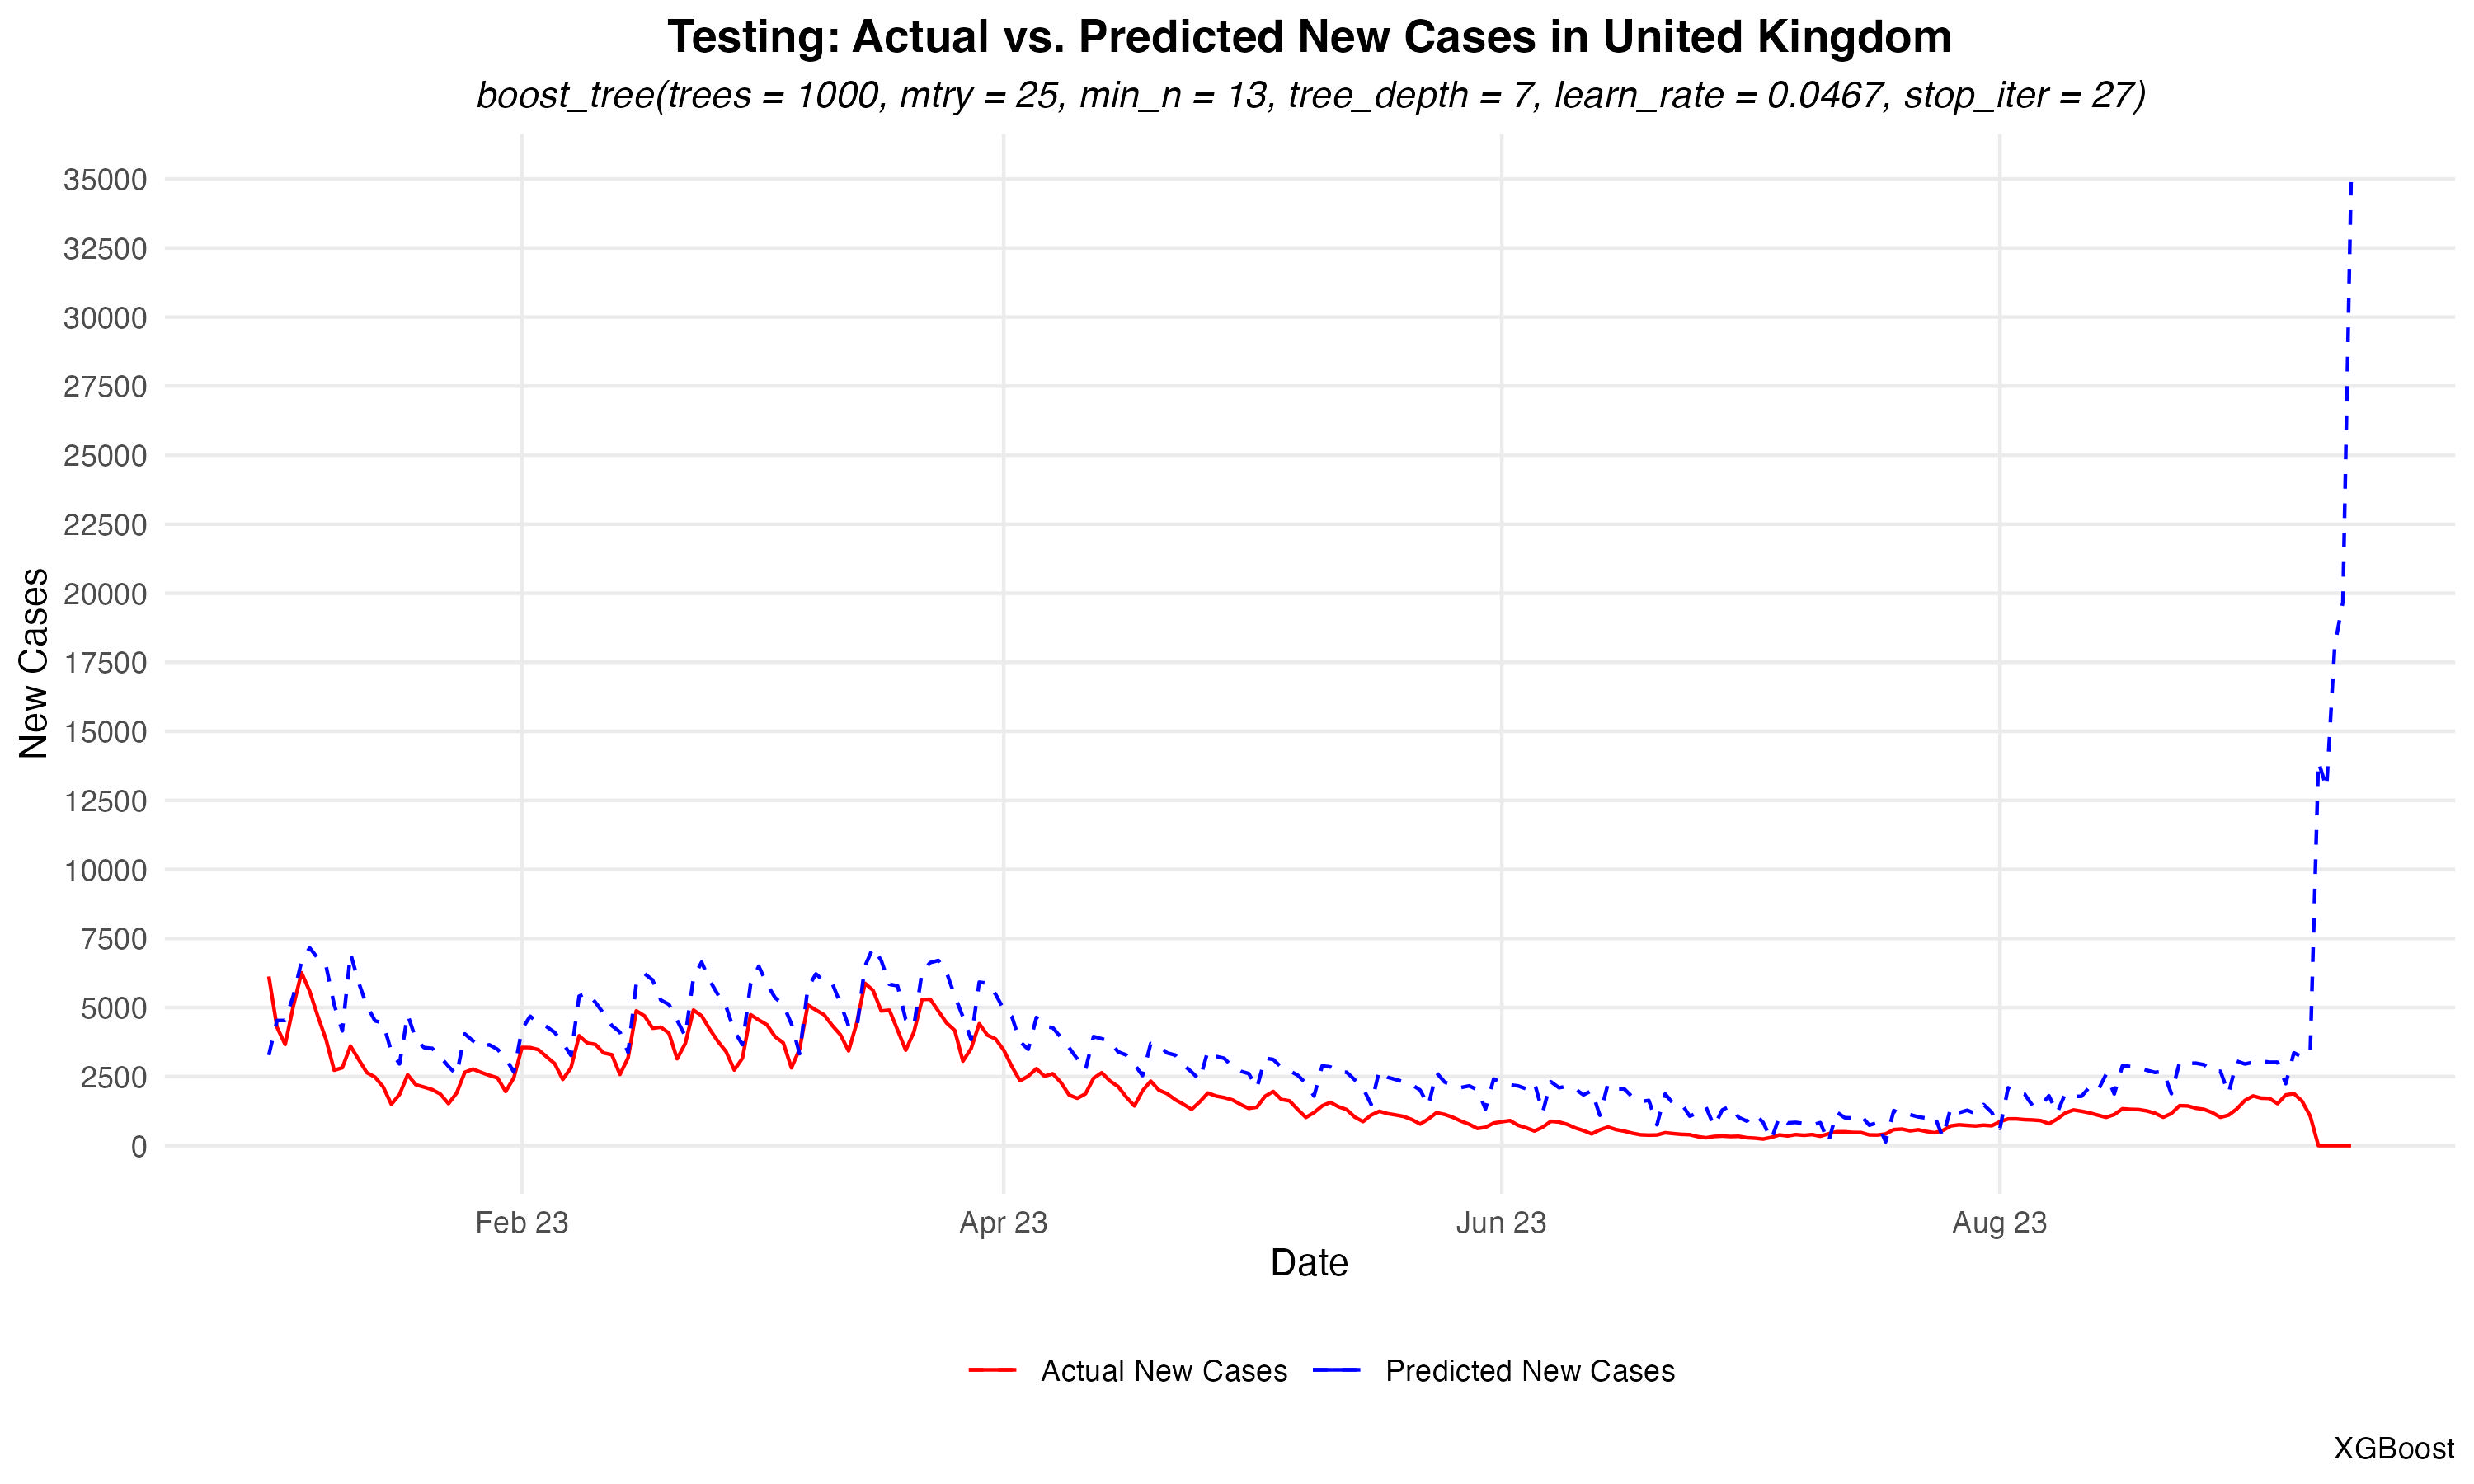 Testing: Actual vs. Predicted New Cases in United Kingdom
boost_tree(trees = 1000, mtry = 25, min_n = 13, tree_depth = 7, learn_rate = 0.0467, stop_iter = 27)
New Cases
35000
32500
30000
27500
25000
22500
20000
17500
15000
12500
10000
7500
5000
2500
0
Feb 23 Apr 23 Jun 23 Aug 23
Date
Actual New Cases Predicted New Cases
XGBoost